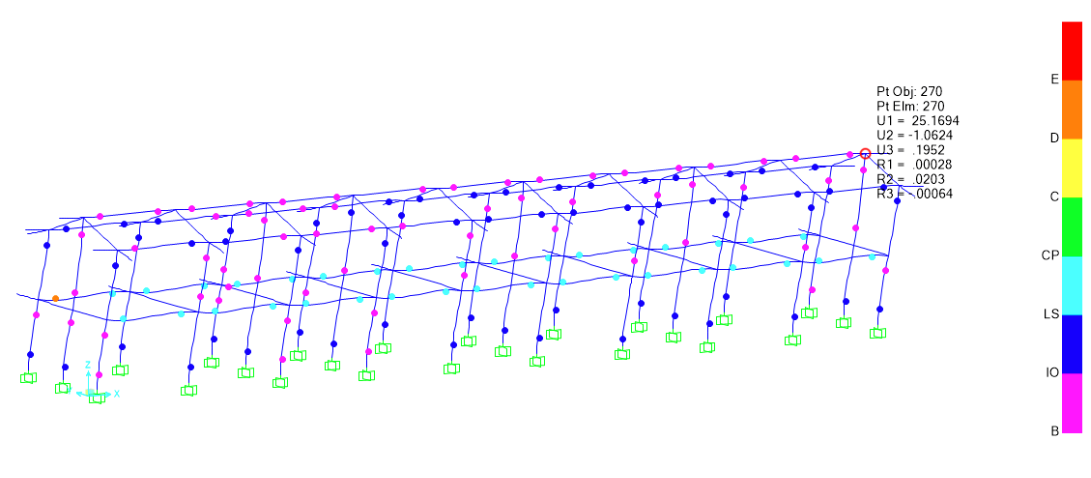 Pt Obj: 270
Pt Elm: 270
U1 = 25.1694
U2 = -1.0624
U3 = .1952
R1 = .00028
R2 = .0203
R3 = .00064
E
D
C
CP
LS
IO
B
Z
X